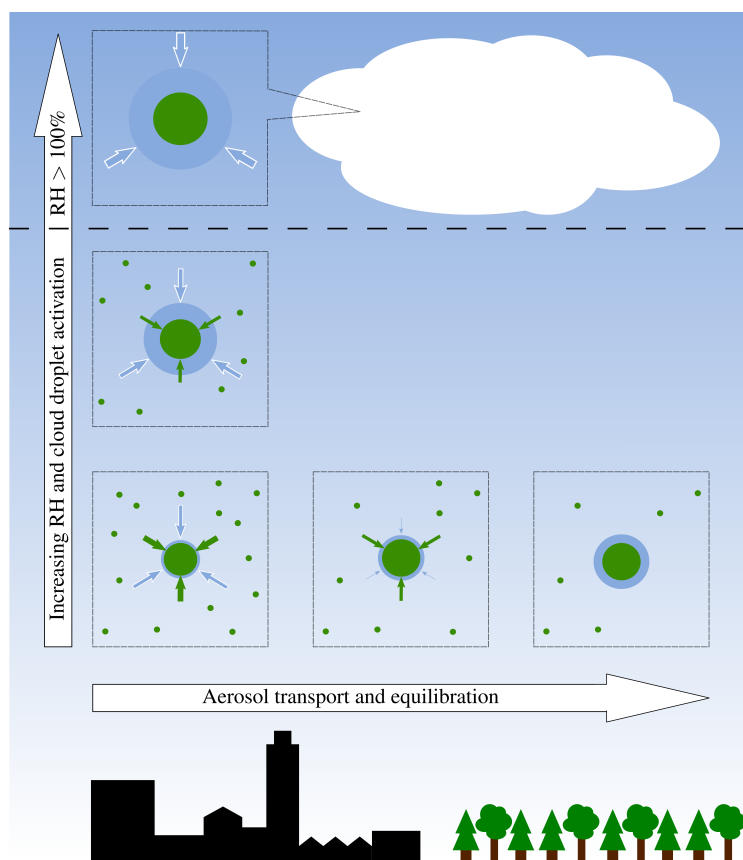 RH > 100%
Increasing RH and cloud droplet activation
Aerosol transport and equilibration